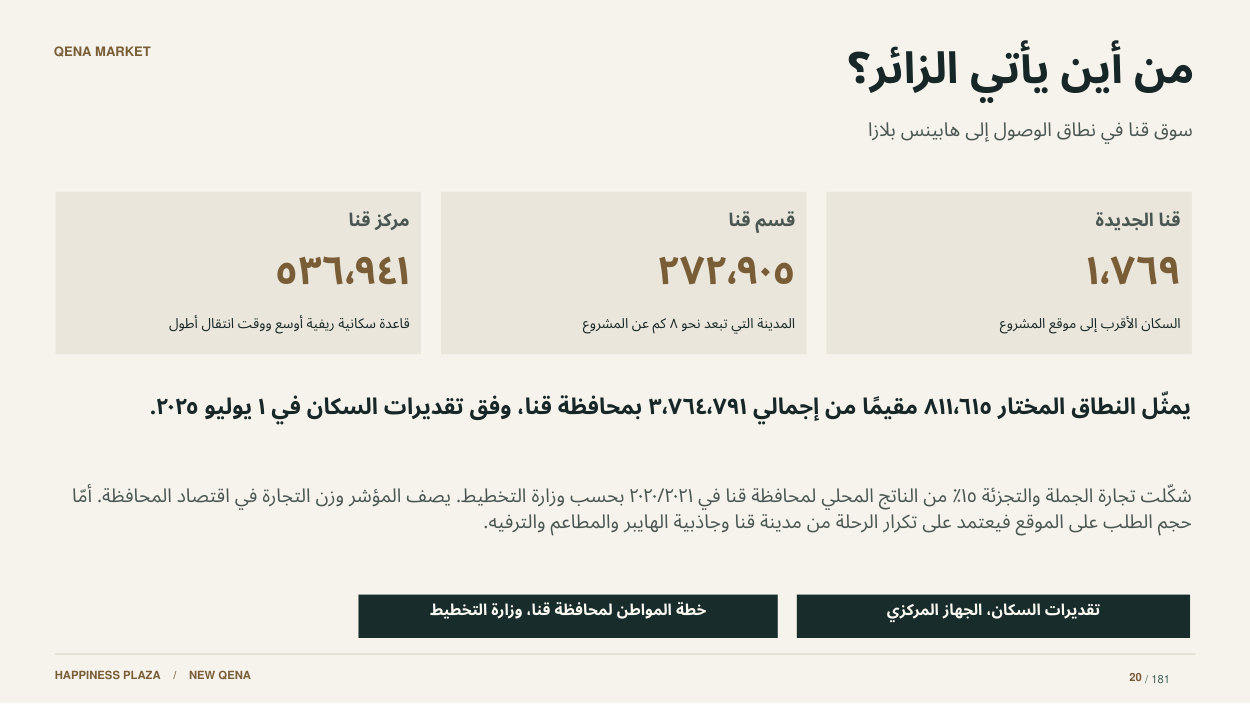 QENA MARKET
من أين يأتي الزائر؟
سوق قنا في نطاق الوصول إلى هابينس بلازا
قنا الجديدة
١،٧٦٩
السكان الأقرب إلى موقع المشروع
قسم قنا
٢٧٢،٩٠٥
المدينة التي تبعد نحو ٨ كم عن المشروع
مركز قنا
٥٣٦،٩٤١
قاعدة سكانية ريفية أوسع ووقت انتقال أطول
يمثّل النطاق المختار ٨١١،٦١٥ مقيمًا من إجمالي ٣،٧٦٤،٧٩١ بمحافظة قنا، وفق تقديرات السكان في ١ يوليو ٢٠٢٥.
شكّلت تجارة الجملة والتجزئة ١٥٪ من الناتج المحلي لمحافظة قنا في ٢٠٢٠/٢٠٢١ بحسب وزارة التخطيط. يصف المؤشر وزن التجارة في اقتصاد المحافظة. أمّا
حجم الطلب على الموقع فيعتمد على تكرار الرحلة من مدينة قنا وجاذبية الهايبر والمطاعم والترفيه.
تقديرات السكان، الجهاز المركزي
خطة المواطن لمحافظة قنا، وزارة التخطيط
HAPPINESS PLAZA / NEW QENA
20 / 181